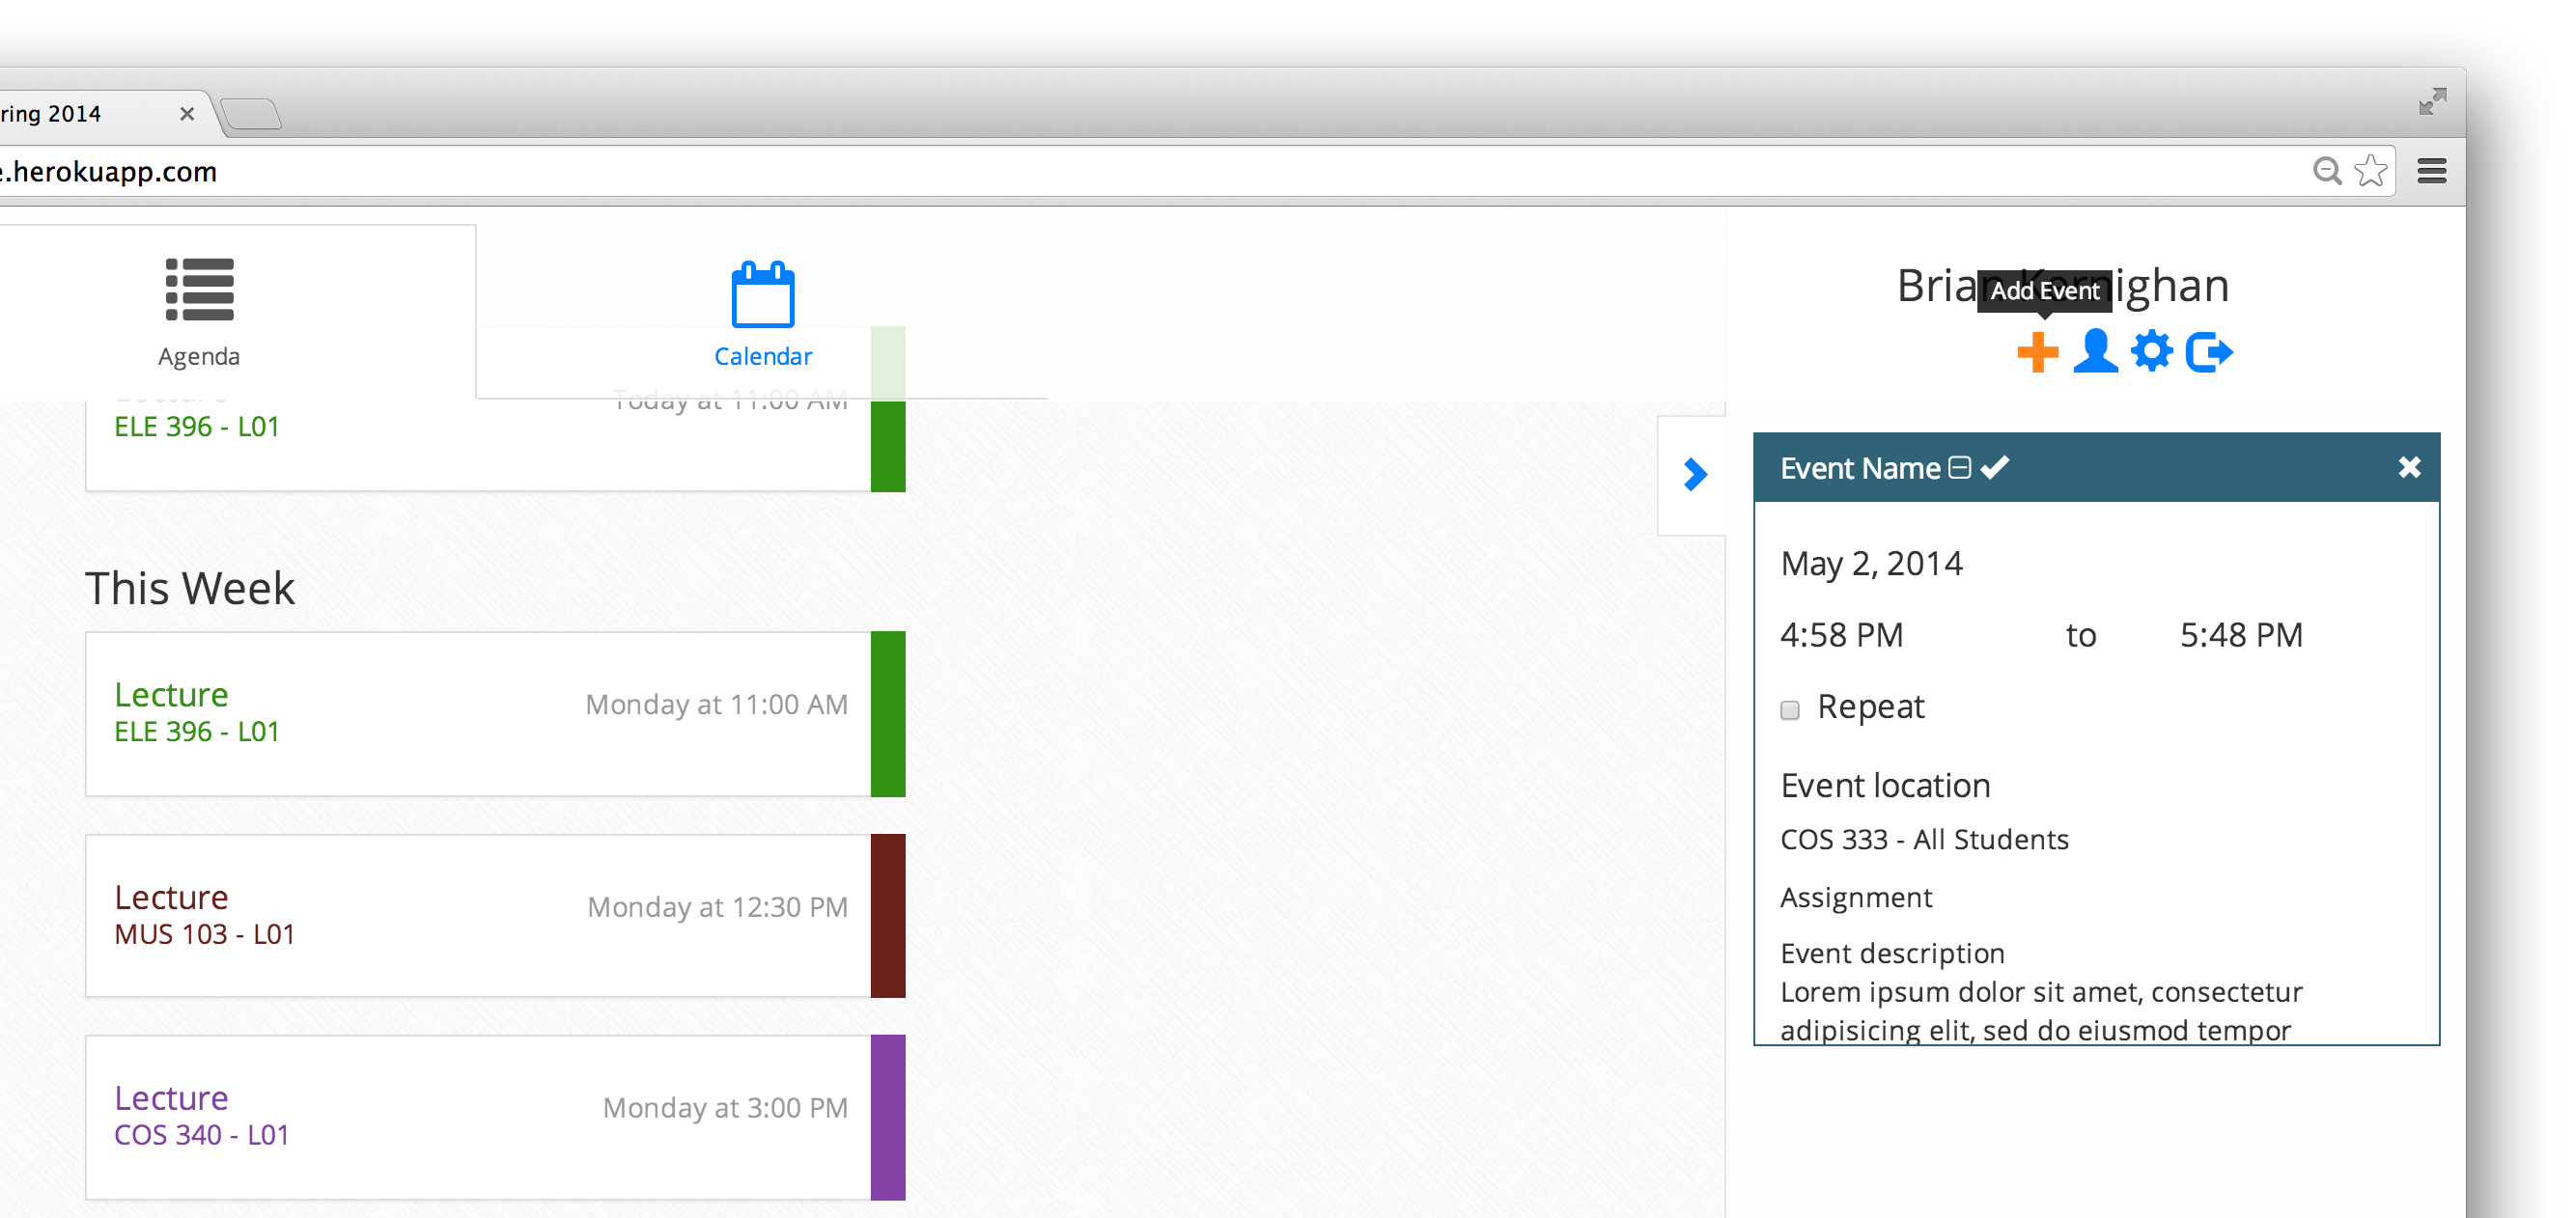 ring 2014
e.herokuapp.com
Agenda
Calendar
Brian Kernighan
Add Event
Today at 11:00 AM
Lecture
ELE 396 - L01
This Week
Lecture
ELE 396 - L01
Monday at 11:00 AM
Lecture
MUS 103 - L01
Monday at 12:30 PM
Lecture
COS 340 - L01
Monday at 3:00 PM
Event Name
May 2, 2014
4:58 PM to 5:48 PM
Repeat
Event location
COS 333 - All Students
Assignment
Event description
Lorem ipsum dolor sit amet, consectetur
adipisicing elit, sed do eiusmod tempor